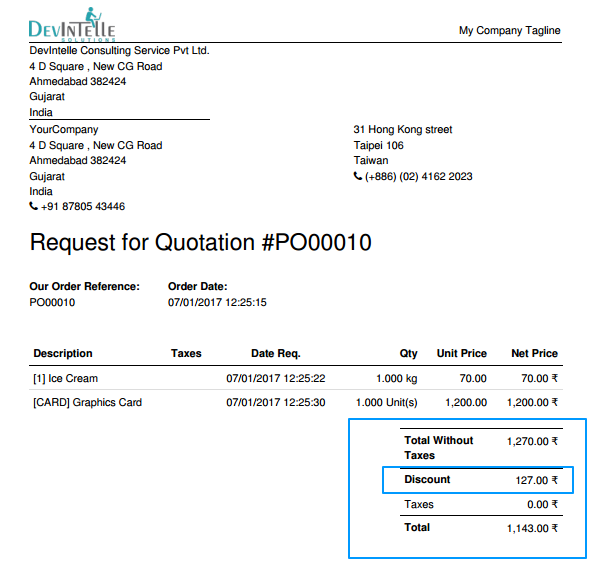 DEVINTELLE
SOLUTIONS
My Company Tagline
DevIntelle Consulting Service Pvt Ltd.
4 D Square , New CG Road
Ahmedabad 382424
Gujarat
India
YourCompany
4 D Square , New CG Road
Ahmedabad 382424
Gujarat
India
+91 87805 43446
31 Hong Kong street
Taipei 106
Taiwan
(+886) (02) 4162 2023
Request for Quotation #PO00010
Our Order Reference: Order Date:
PO00010 07/01/2017 12:25:15
Description Taxes Date Req. Qty Unit Price Net Price
[1] Ice Cream 07/01/2017 12:25:22 1.000 kg 70.00 70.00 ₹
[CARD] Graphics Card 07/01/2017 12:25:30 1.000 Unit(s) 1,200.00 1,200.00 ₹
Total Without 1,270.00 ₹
Taxes
Discount 127.00 ₹
Taxes 0.00 ₹
Total 1,143.00 ₹